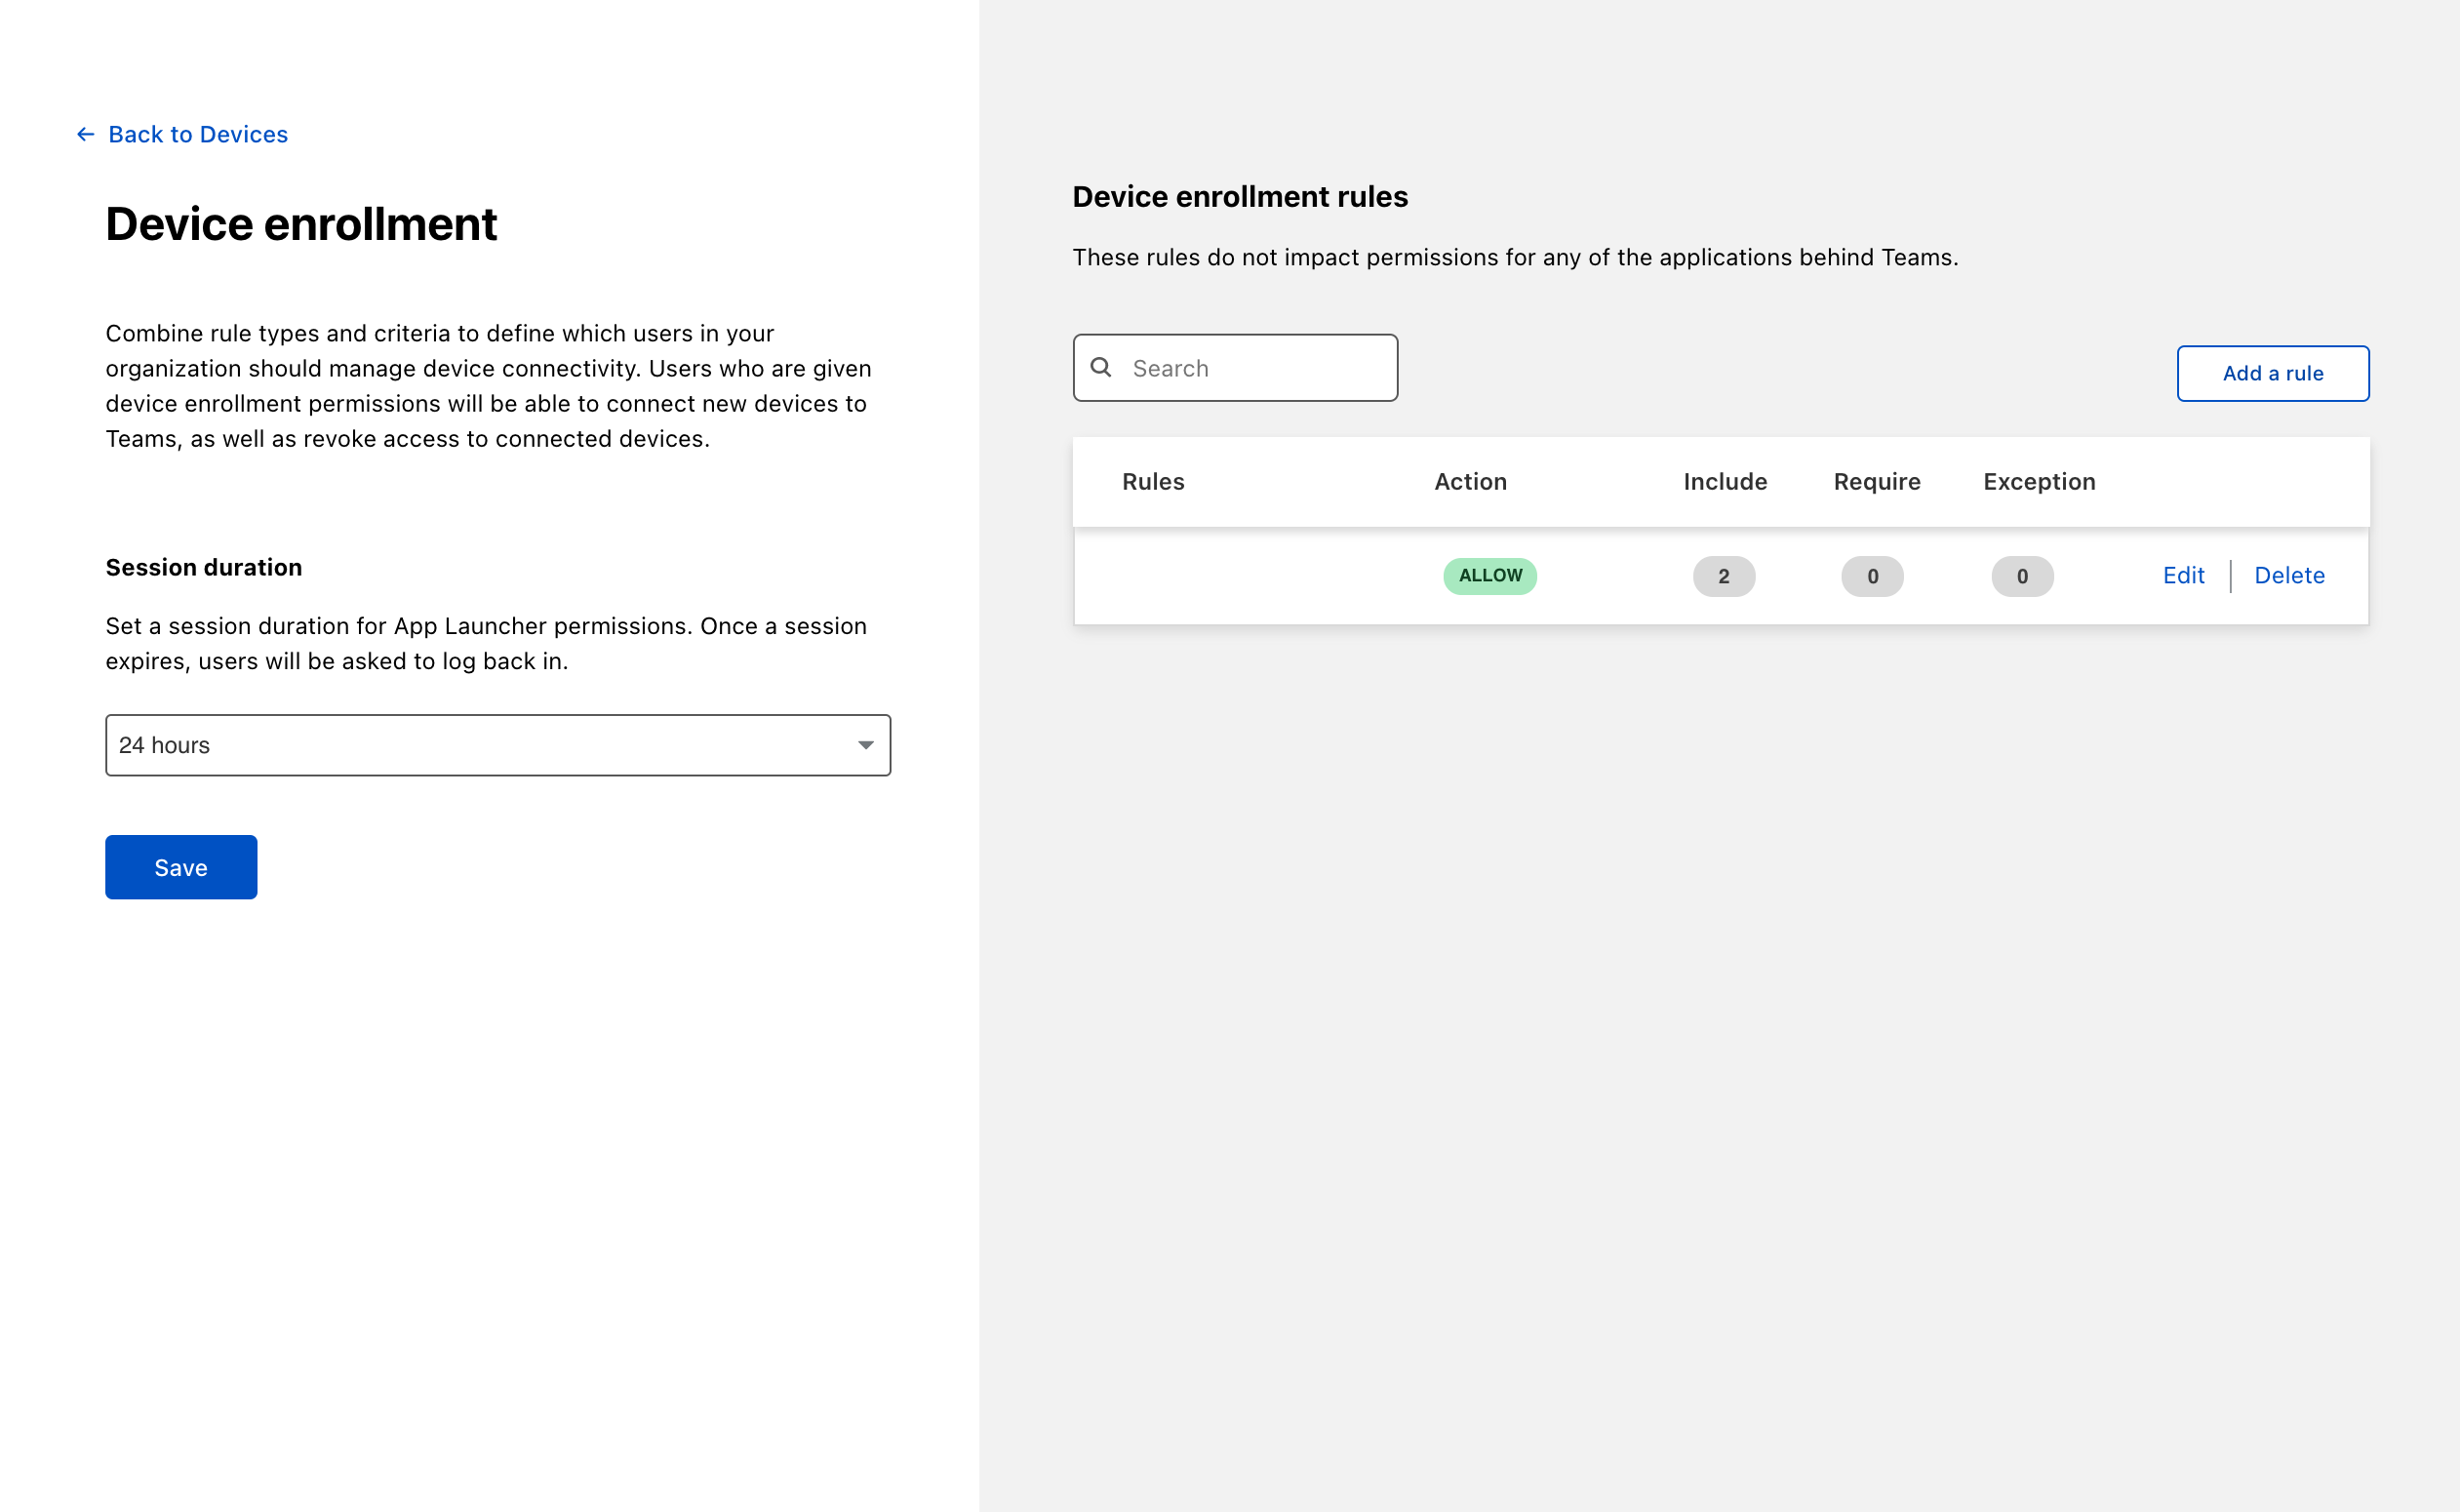 Back to Devices
Device enrollment
Combine rule types and criteria to define which users in your
organization should manage device connectivity. Users who are given
device enrollment permissions will be able to connect new devices to
Teams, as well as revoke access to connected devices.
Session duration
Set a session duration for App Launcher permissions. Once a session
expires, users will be asked to log back in.
24 hours
Save
Device enrollment rules
These rules do not impact permissions for any of the applications behind Teams.
Search
Add a rule
Rules Action Include Require Exception
ALLOW 2 0 0 Edit Delete